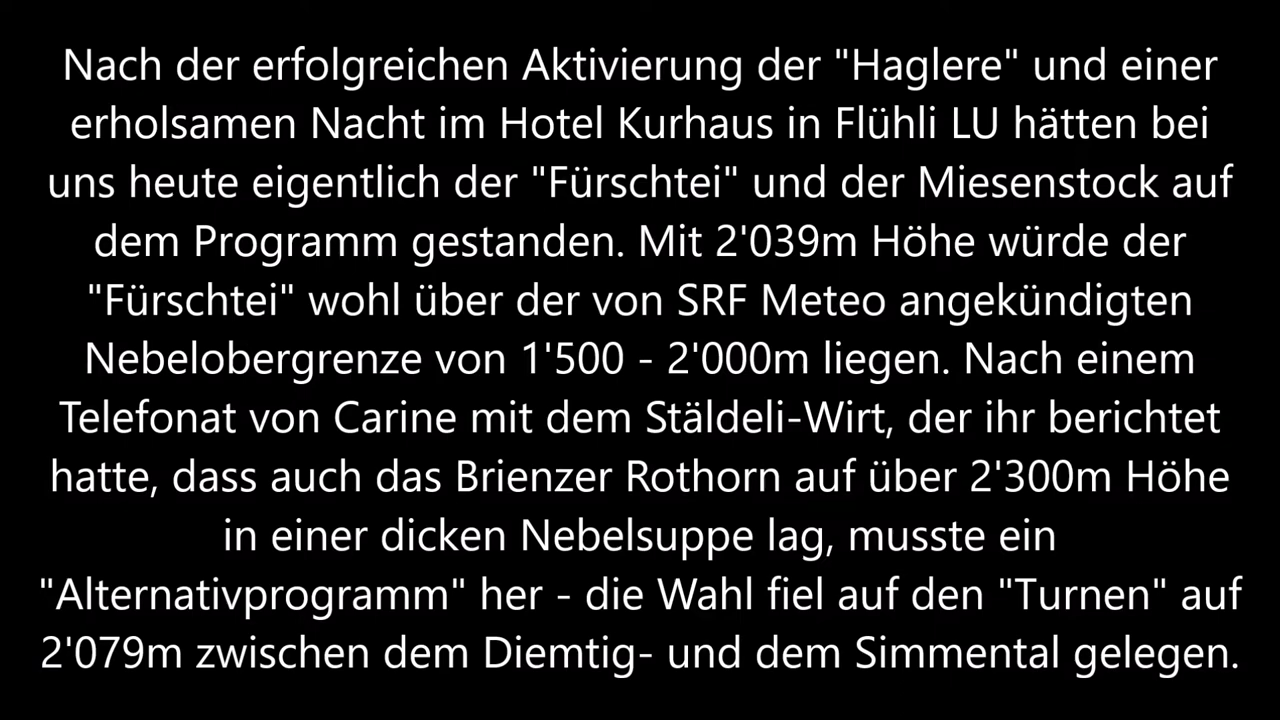 Nach der erfolgreichen Aktivierung der "Haglere" und einer
erholsamen Nacht im Hotel Kurhaus in Flühli LU hätten bei
uns heute eigentlich der "Fürschtei" und der Miesenstock auf
dem Programm gestanden. Mit 2'039m Höhe würde der
"Fürschtei" wohl über der von SRF Meteo angekündigten
Nebelobergrenze von 1'500 - 2'000m liegen. Nach einem
Telefonat von Carine mit dem Stäldeli-Wirt, der ihr berichtet
hatte, dass auch das Brienzer Rothorn auf über 2'300m Höhe
in einer dicken Nebelsuppe lag, musste ein
"Alternativprogramm" her - die Wahl fiel auf den "Turnen" auf
2'079m zwischen dem Diemtig- und dem Simmental gelegen.